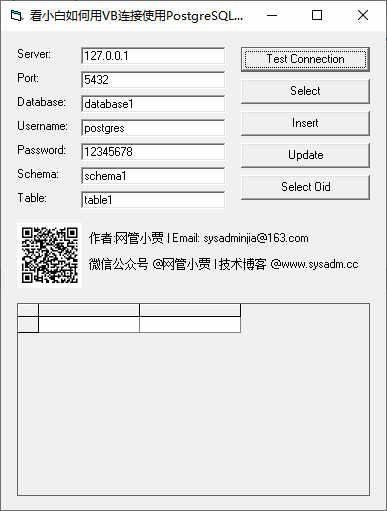 看小白如何用VB连接使用PostgreSQL...
Server: 127.0.0.1 Test Connection
Port: 5432 Select
Database: database1
Username: postgres Insert
Password: 12345678 Update
Schema: schema1 Select Oid
Table: table1
作者:网管小贾 | Email: sysadminjia@163.com
微信公众号 @网管小贾 | 技术博客 @www.sysadm.cc